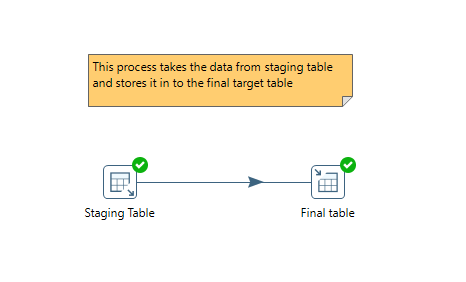 This process takes the data from staging table
and stores it in to the final target table
Staging Table
Final table